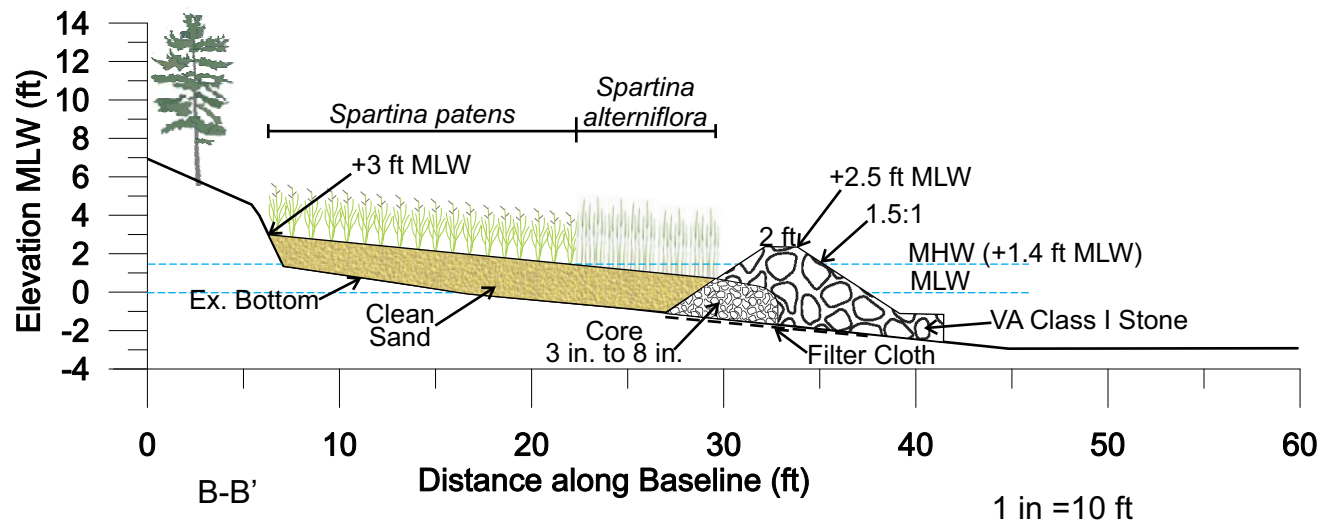 Elevation MLW (ft)
14
12
10
8
6
4
2
0
-2
-4
Spartina patens
Spartina
alterniflora
+3 ft MLW
+2.5 ft MLW
1.5:1
2 ft
MHW (+1.4 ft MLW)
MLW
Ex. Bottom
Clean
Sand
Core
3 in. to 8 in.
Filter Cloth
VA Class I Stone
0
10
20
30
40
50
60
Distance along Baseline (ft)
B-B'
1 in =10 ft